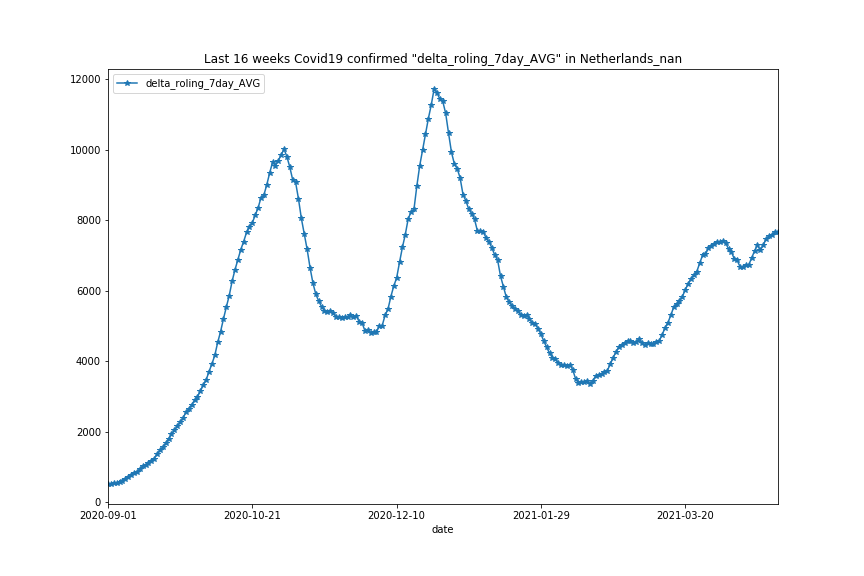 Last 16 weeks Covid19 confirmed "delta_roling_7day_AVG" in Netherlands_nan
delta_roling_7day_AVG
12000
10000
8000
6000
4000
2000
0
2020-09-01 2020-10-21 2020-12-10 2021-01-29 2021-03-20
date